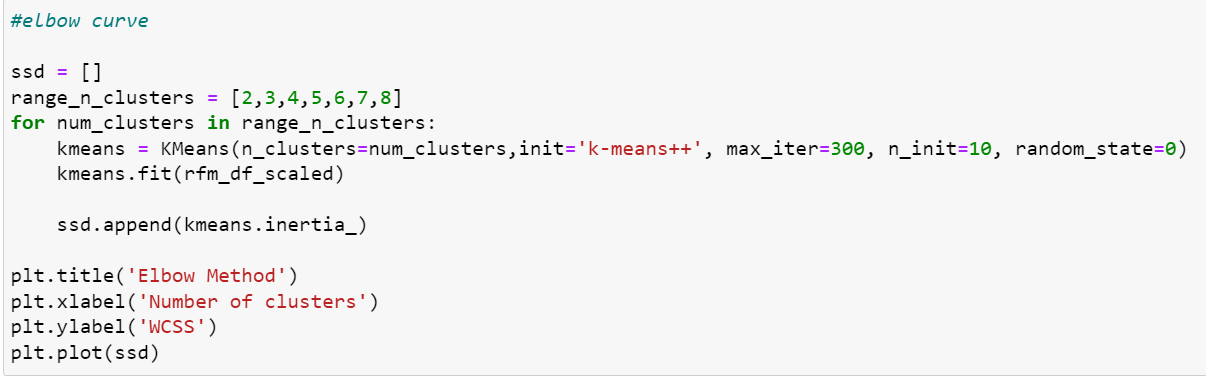 #elbow curve
ssd = []
range_n_clusters = [2,3,4,5,6,7,8]
for num_clusters in range_n_clusters:
    kmeans = KMeans(n_clusters=num_clusters,init='k-means++', max_iter=300, n_init=10, random_state=0)
    kmeans.fit(rfm_df_scaled)
    ssd.append(kmeans.inertia_)
plt.title('Elbow Method')
plt.xlabel('Number of clusters')
plt.ylabel('WCSS')
plt.plot(ssd)